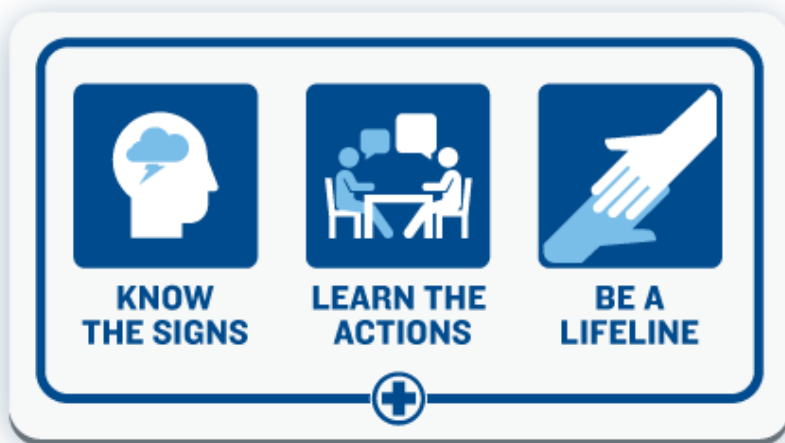 KNOW
THE SIGNS
LEARN THE
ACTIONS
BE A
LIFELINE